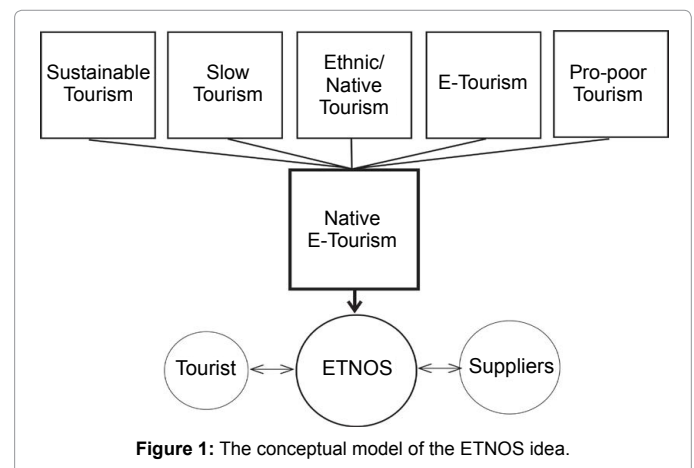 Sustainable
Tourism
Slow
Tourism
Ethnic/
Native
Tourism
E-Tourism
Pro-poor
Tourism
Native
E-Tourism
Tourist
ETNOS
Suppliers
Figure 1: The conceptual model of the ETNOS idea.